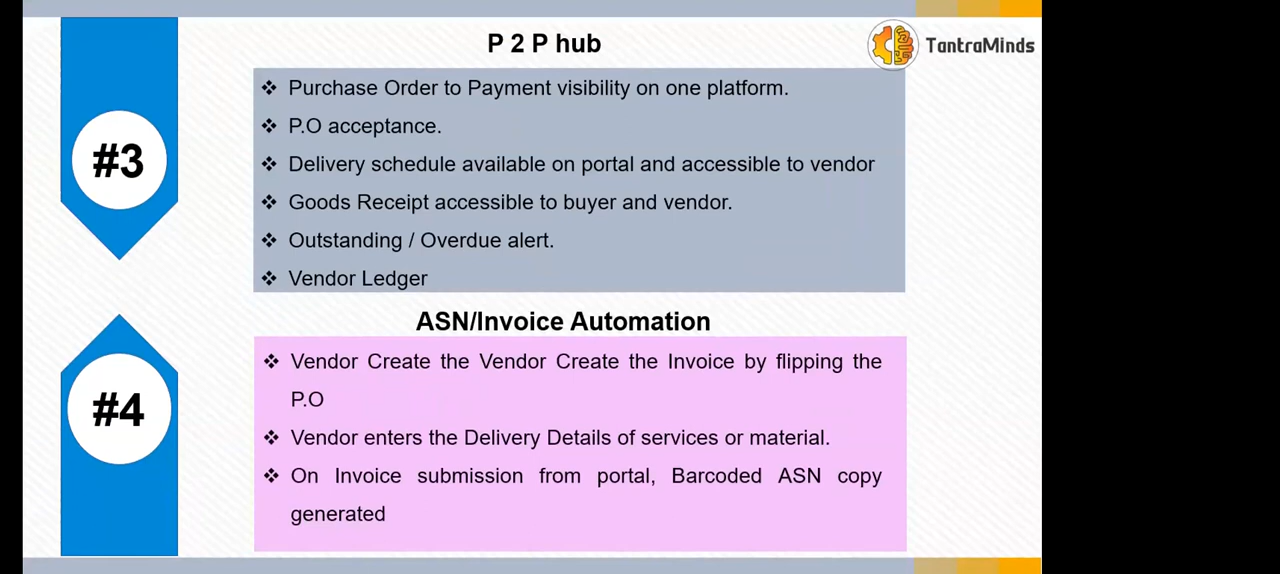 P 2 P hub
TantraMinds
#3
❖ Purchase Order to Payment visibility on one platform.
❖ P.O acceptance.
❖ Delivery schedule available on portal and accessible to vendor
❖ Goods Receipt accessible to buyer and vendor.
❖ Outstanding / Overdue alert.
❖ Vendor Ledger
ASN/Invoice Automation
#4
❖ Vendor Create the Vendor Create the Invoice by flipping the
P.O
❖ Vendor enters the Delivery Details of services or material.
❖ On Invoice submission from portal, Barcoded ASN copy
generated